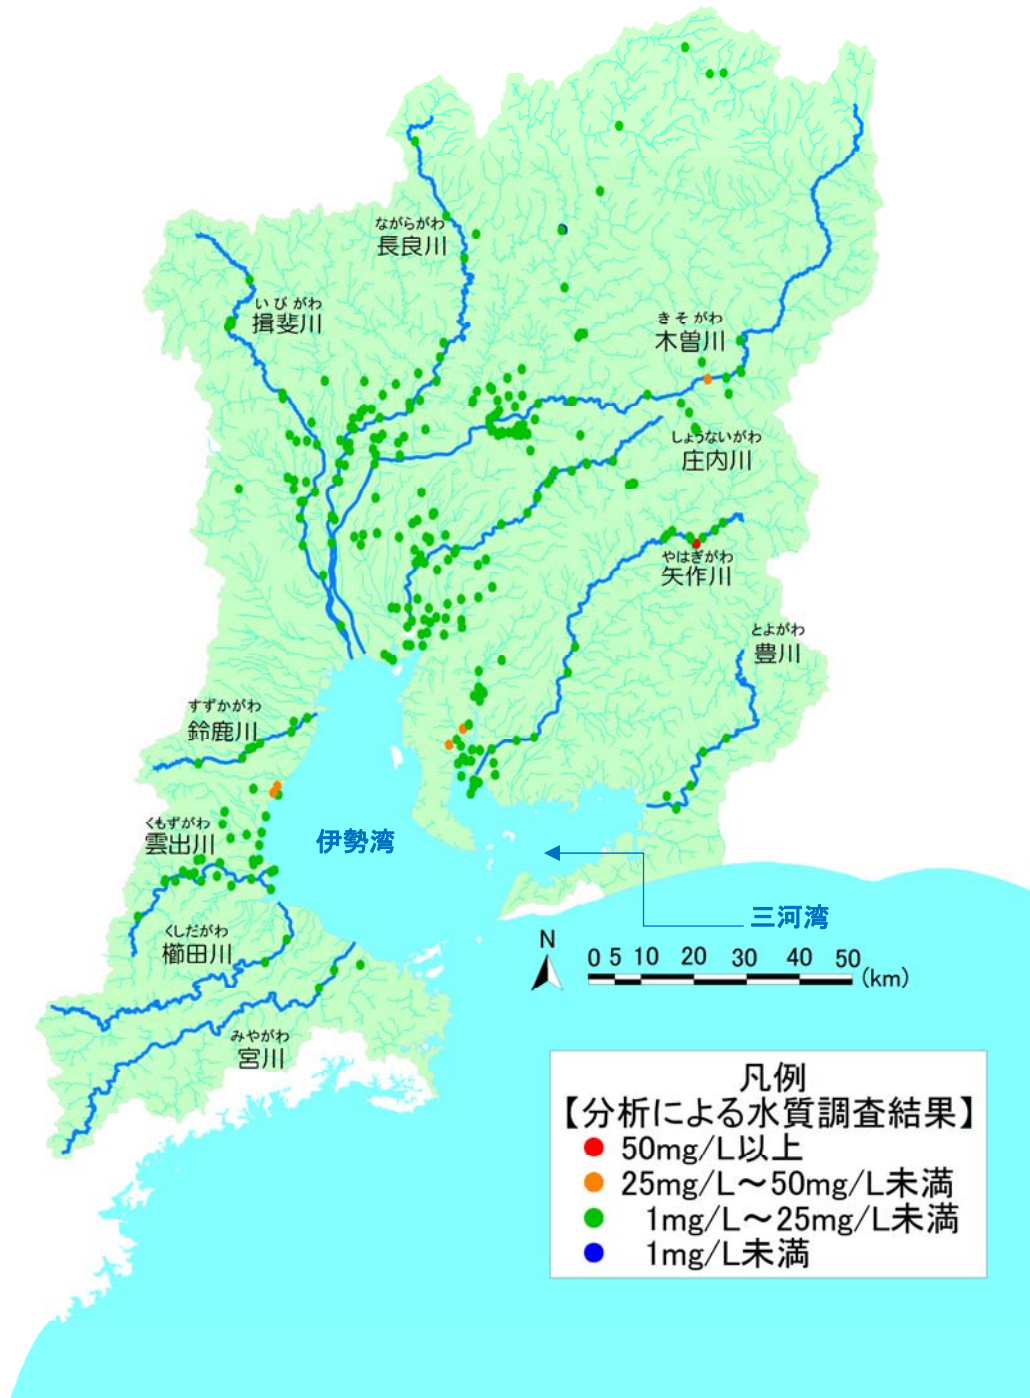 ながらがわ
長良川
いびがわ
揖斐川
きそがわ
木曽川
しょうないがわ
庄内川
やはぎがわ
矢作川
とよがわ
豊川
すずかがわ
鈴鹿川
くもずがわ
雲出川
伊勢湾
三河湾
くしだがわ
櫛田川
N
0 5 10 20 30 40 50
(km)
みやがわ
宮川
凡例
【分析による水質調査結果】
50mg/L以上
25mg/L～50mg/L未満
1mg/L～25mg/L未満
1mg/L未満